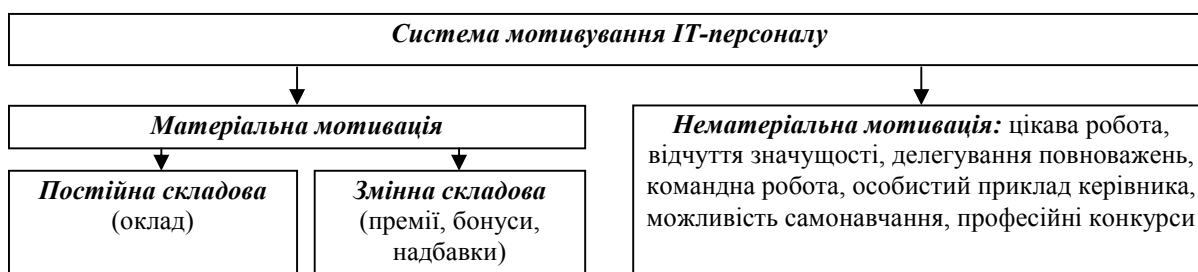 Система мотивування ІТ-персоналу
Матеріальна мотивація
Постійна складова
(оклад)
Змінна складова
(премії, бонуси,
надбавки)
Нематеріальна мотивація: цікава робота,
відчуття значущості, делегування повноважень,
командна робота, особистий приклад керівника,
можливість самонавчання, професійні конкурси